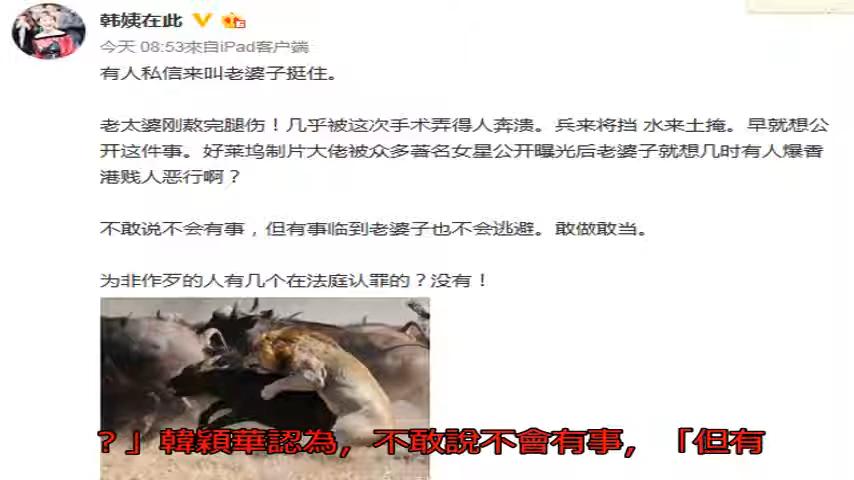 韩姨在此
今天 08:53来自iPad客户端
有人私信来叫老婆子挺住。
老太婆刚熬完腿伤！几乎被这次手术弄得人奔溃。兵来将挡 水来土掩。早就想公
开这件事。好莱坞制片大佬被众多著名女星公开曝光后老婆子就想几时有人爆香
港贱人恶行啊？
不敢说不会有事，但有事临到老婆子也不会逃避。敢做敢当。
为非作歹的人有几个在法庭认罪的？没有！
？」韓穎華認為，不敢說不會有事，「但有